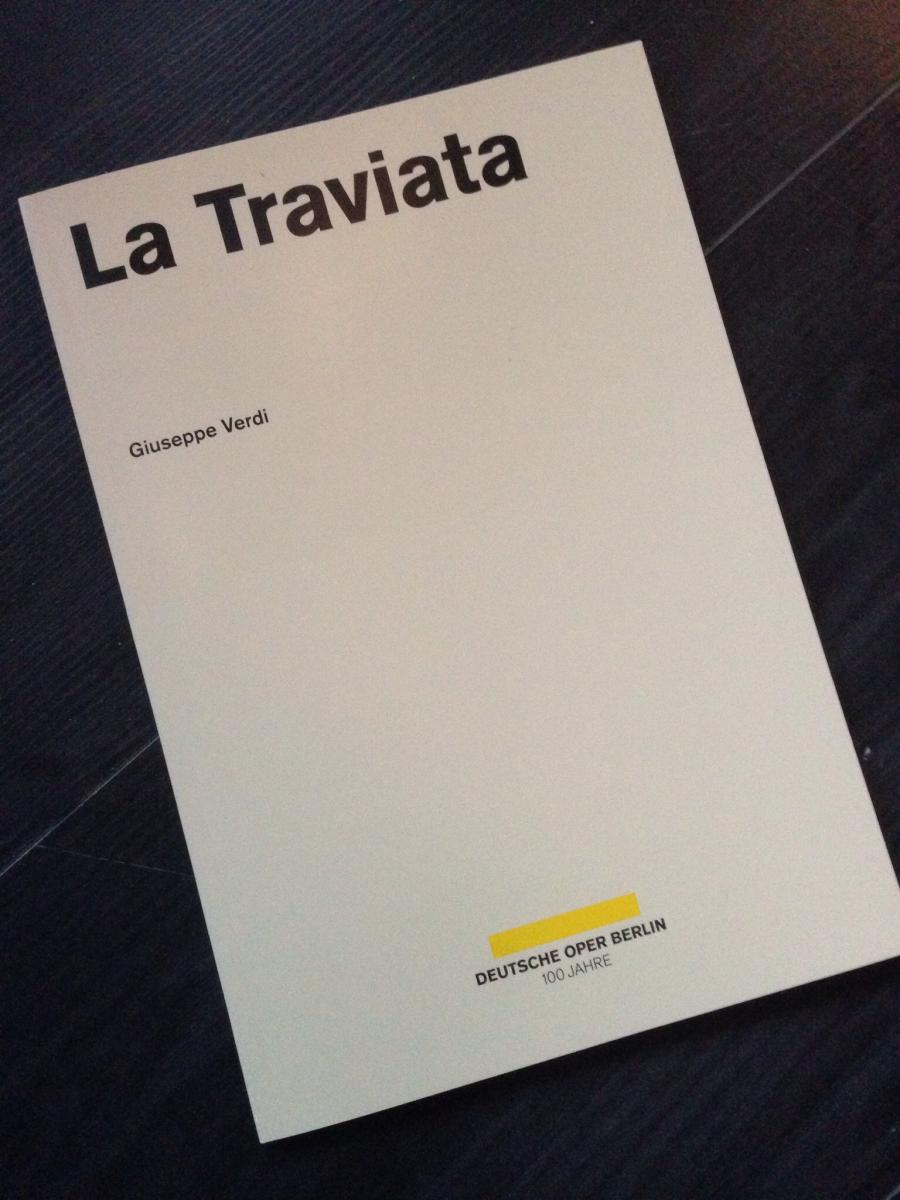 La Traviata
Giuseppe Verdi
DEUTSCHE OPER BERLIN
100 JAHRE